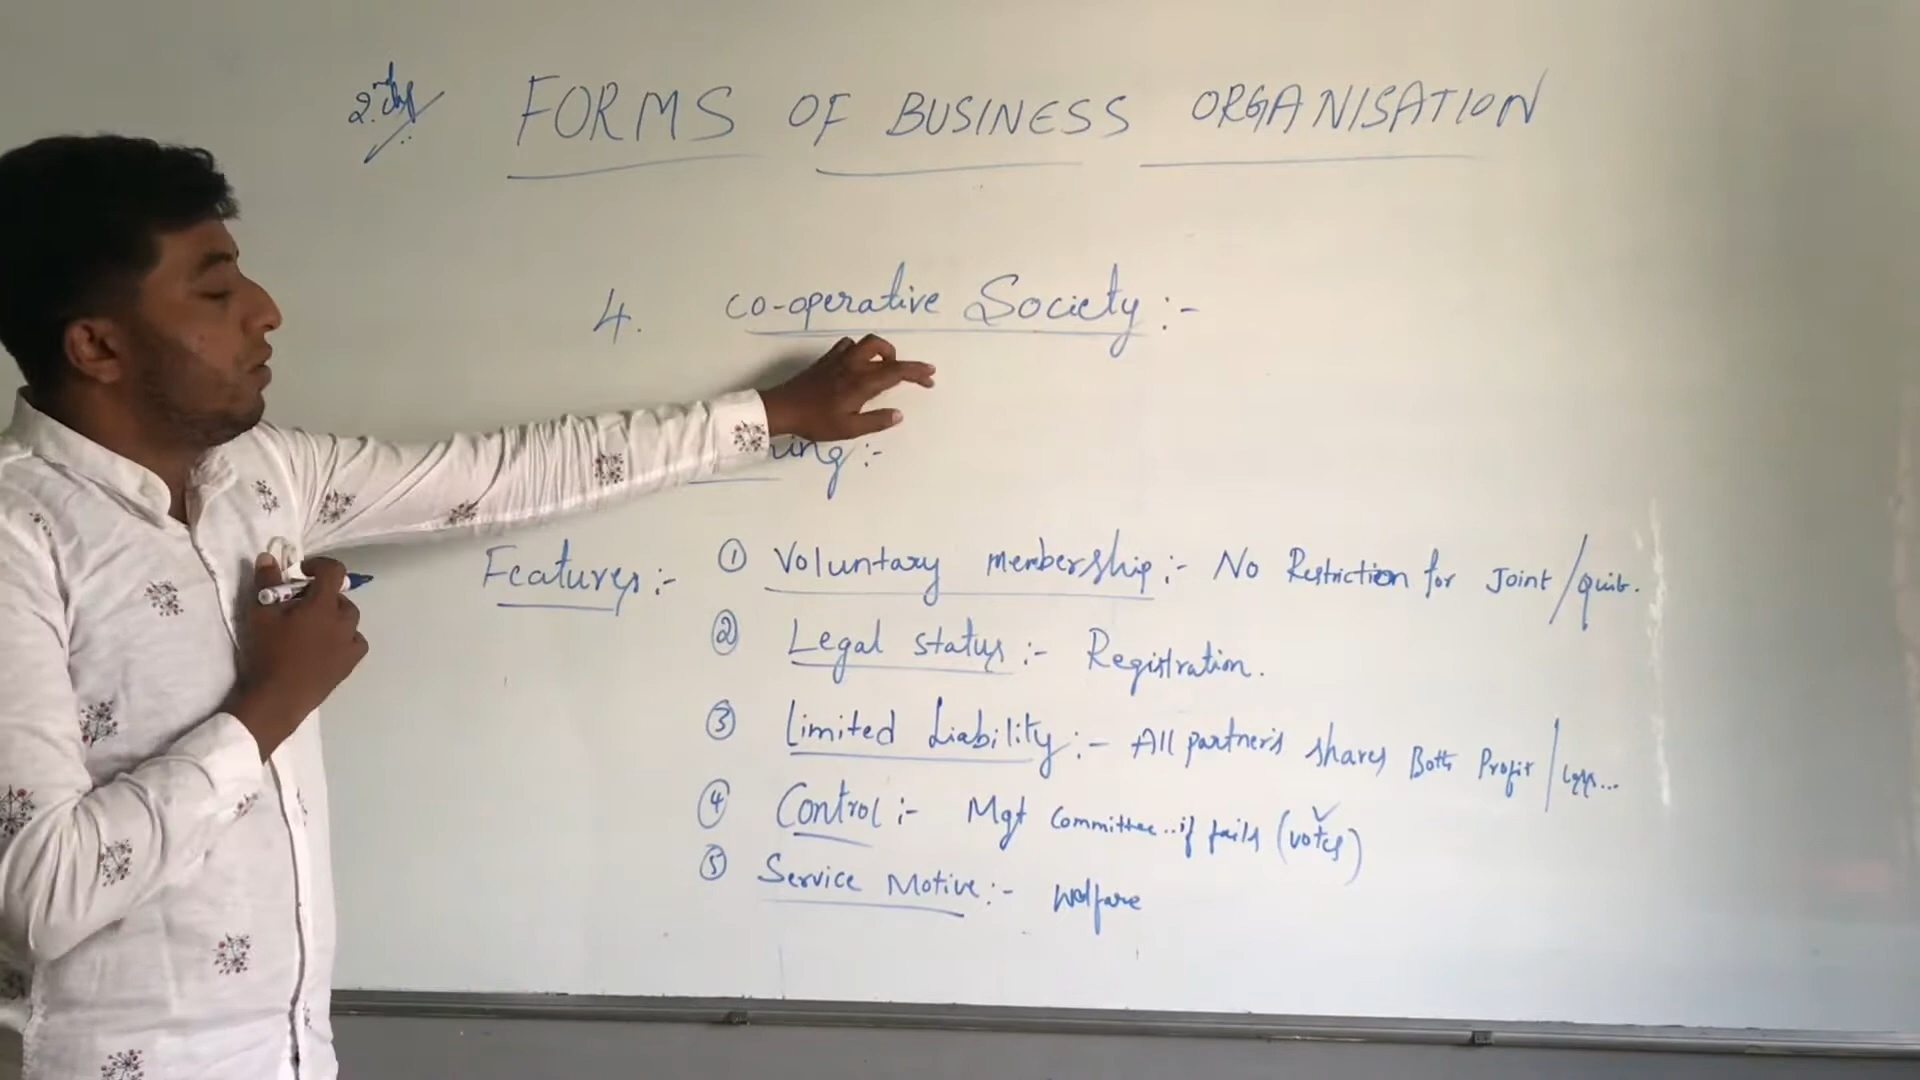 FORMS OF BUSINESS ORGANISATION
4. Co-operative Society :-
ing :-
Features :- ① Voluntary membership :- No Restriction for Joint / quit.
② Legal status :- Registration.
③ Limited Liability :- All partners shares Both Profit / Loss...
④ Control :- Mgt Committee.. if fails (votes)
⑤ Service Motive :- Welfare